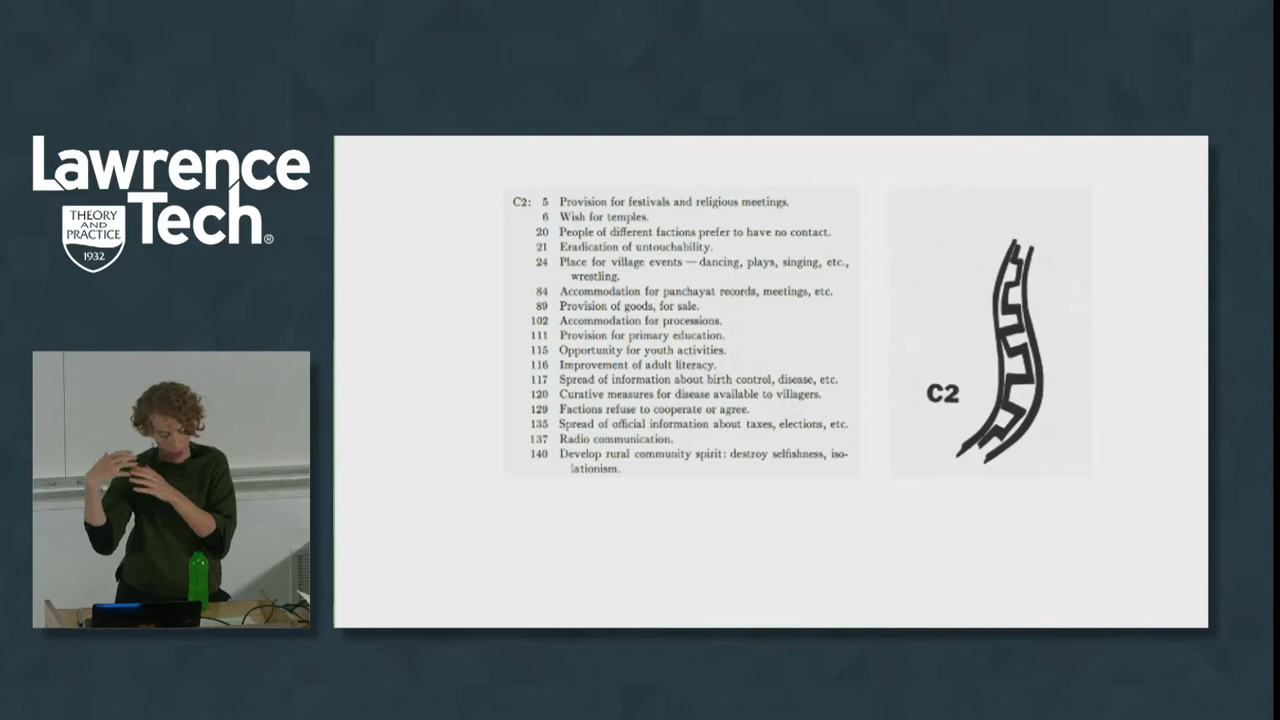 Lawrence
Tech®
THEORY
AND
PRACTICE
1932
C2: 5 Provision for festivals and religious meetings.
6 Wish for temples.
20 People of different factions prefer to have no contact.
21 Eradication of untouchability.
24 Place for village events — dancing, plays, singing, etc.,
wrestling.
84 Accommodation for panchayat records, meetings, etc.
89 Provision of goods, for sale.
102 Accommodation for processions.
111 Provision for primary education.
115 Opportunity for youth activities.
116 Improvement of adult literacy.
117 Spread of information about birth control, disease, etc.
120 Curative measures for disease available to villagers.
129 Factions refuse to cooperate or agree.
135 Spread of official information about taxes, elections, etc.
137 Radio communication.
140 Develop rural community spirit: destroy selfishness, iso-
lationism.
C2